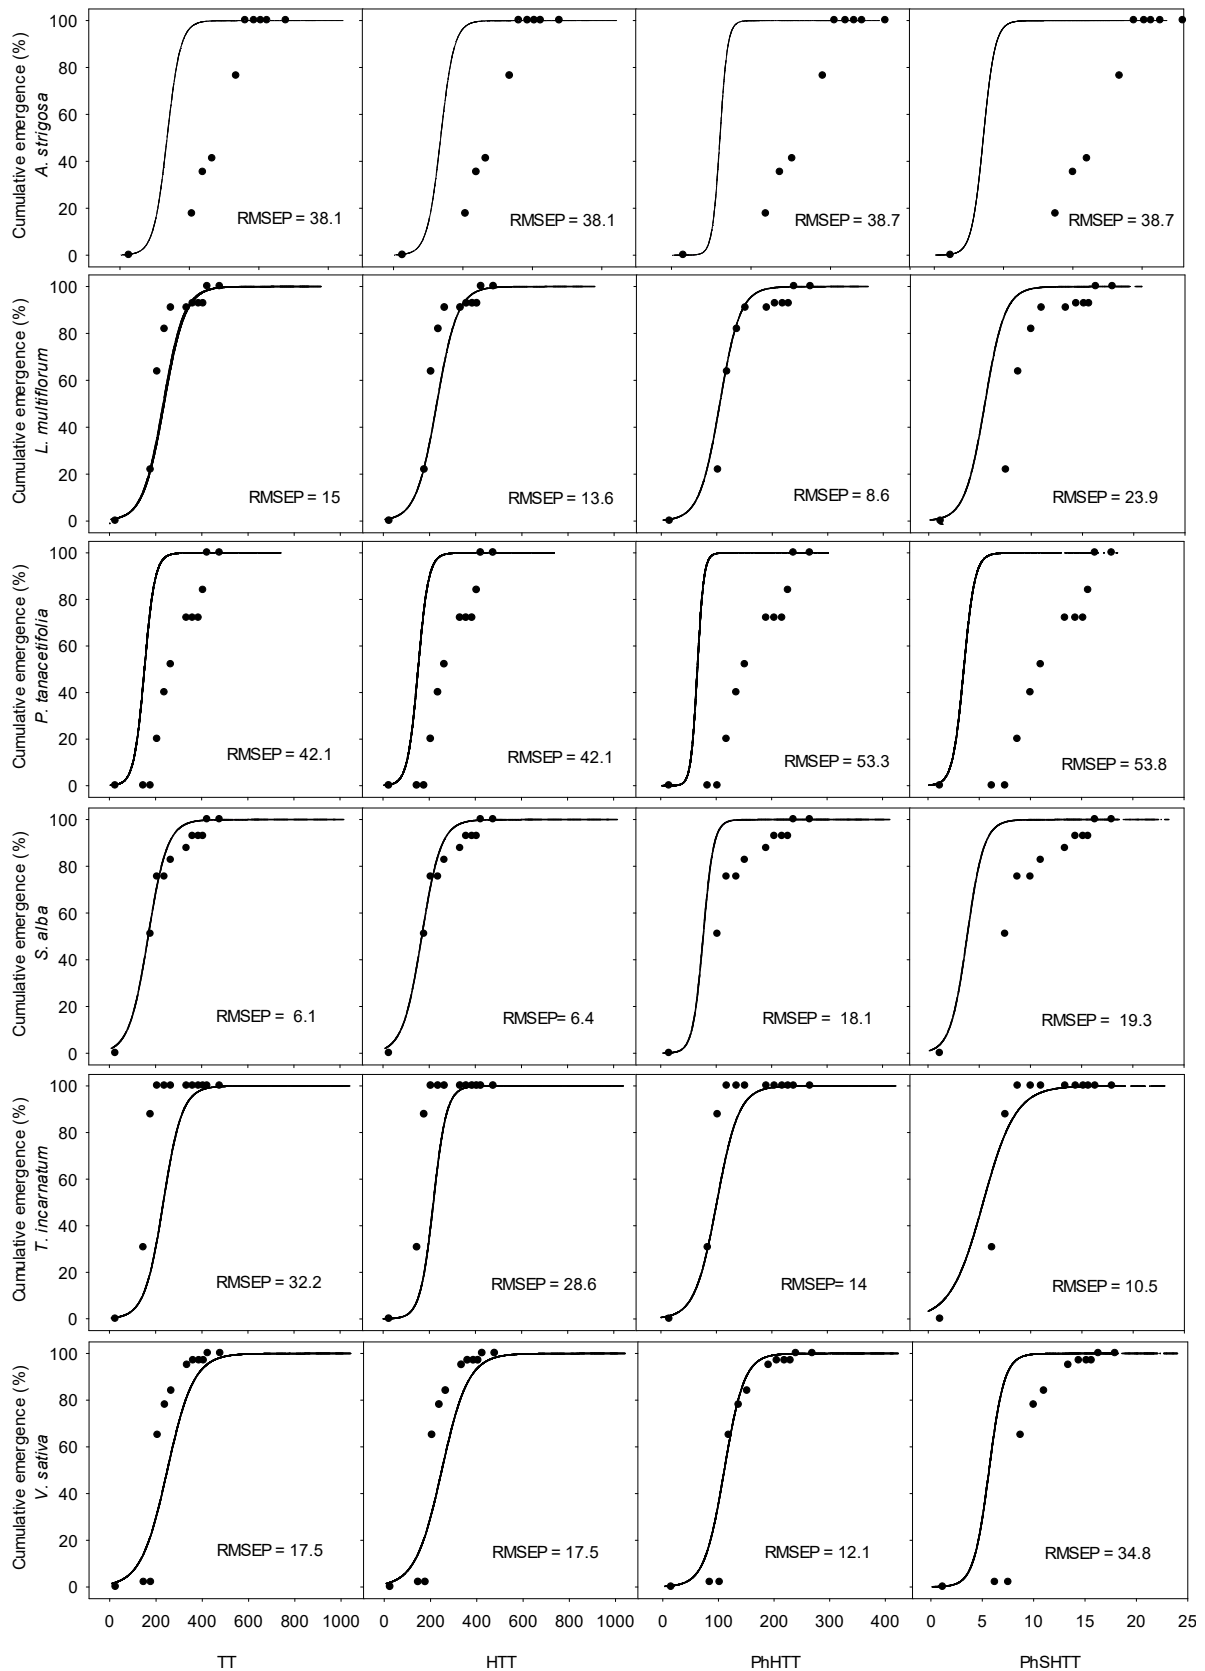 Cumulative emergence (%)
A. strigosa
100
80
60
40
20
0
RMSEP = 38.1
RMSEP = 38.1
RMSEP = 38.7
RMSEP = 38.7
Cumulative emergence (%)
L. multiflorum
100
80
60
40
20
0
RMSEP = 15
RMSEP = 13.6
RMSEP = 8.6
RMSEP = 23.9
Cumulative emergence (%)
P. tanacetifolia
100
80
60
40
20
0
RMSEP = 42.1
RMSEP = 42.1
RMSEP = 53.3
RMSEP = 53.8
Cumulative emergence (%)
S. alba
100
80
60
40
20
0
RMSEP = 6.1
RMSEP= 6.4
RMSEP = 18.1
RMSEP = 19.3
Cumulative emergence (%)
T. incarnatum
100
80
60
40
20
0
RMSEP = 32.2
RMSEP = 28.6
RMSEP= 14
RMSEP = 10.5
Cumulative emergence (%)
V. sativa
100
80
60
40
20
0
RMSEP = 17.5
RMSEP = 17.5
RMSEP = 12.1
RMSEP = 34.8
0 200 400 600 800 1000
0 200 400 600 800 1000
0 100 200 300 400
0 5 10 15 20 25
TT
HTT
PhHTT
PhSHTT